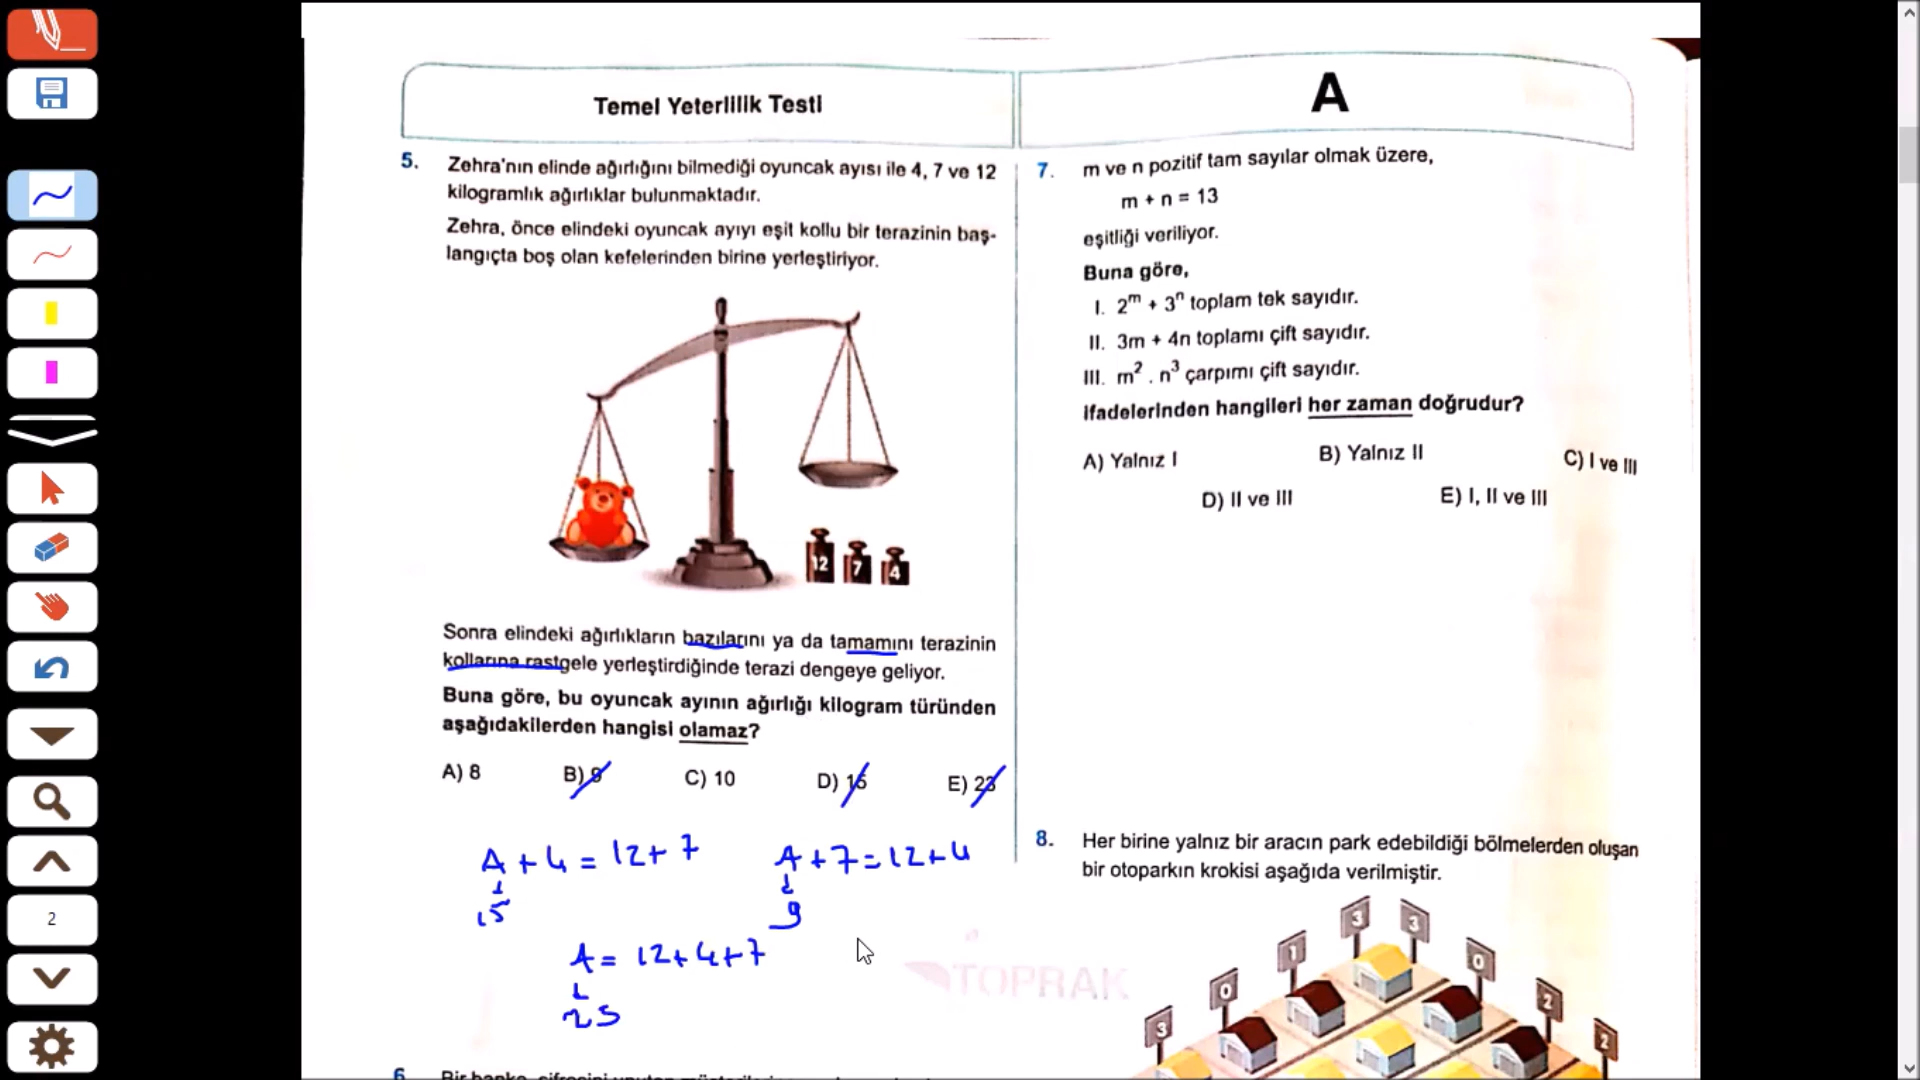 Temel Yeterlilik Testi
A
5. Zehra'nın elinde ağırlığını bilmediği oyuncak ayısı ile 4, 7 ve 12
kilogramlık ağırlıklar bulunmaktadır.
Zehra, önce elindeki oyuncak ayıyı eşit kollu bir terazinin baş-
langıçta boş olan kefelerinden birine yerleştiriyor.
12 7 4
Sonra elindeki ağırlıkların bazılarını ya da tamamını terazinin
kollarına rastgele yerleştirdiğinde terazi dengeye geliyor.
Buna göre, bu oyuncak ayının ağırlığı kilogram türünden
aşağıdakilerden hangisi olamaz?
A) 8 B) 9 C) 10 D) 15 E) 23
A + 4 = 12 + 7
15
A + 7 = 12 + 4
9
A = 12 + 4 + 7
23
7. m ve n pozitif tam sayılar olmak üzere,
m + n = 13
eşitliği veriliyor.
Buna göre,
I. 2^m + 3^n toplam tek sayıdır.
II. 3m + 4n toplamı çift sayıdır.
III. m² . n³ çarpımı çift sayıdır.
ifadelerinden hangileri her zaman doğrudur?
A) Yalnız I B) Yalnız II C) I ve III
D) II ve III E) I, II ve III
8. Her birine yalnız bir aracın park edebildiği bölmelerden oluşan
bir otoparkın krokisi aşağıda verilmiştir.
3 3
1 0
0 2
3 2
TOPRAK
6
2